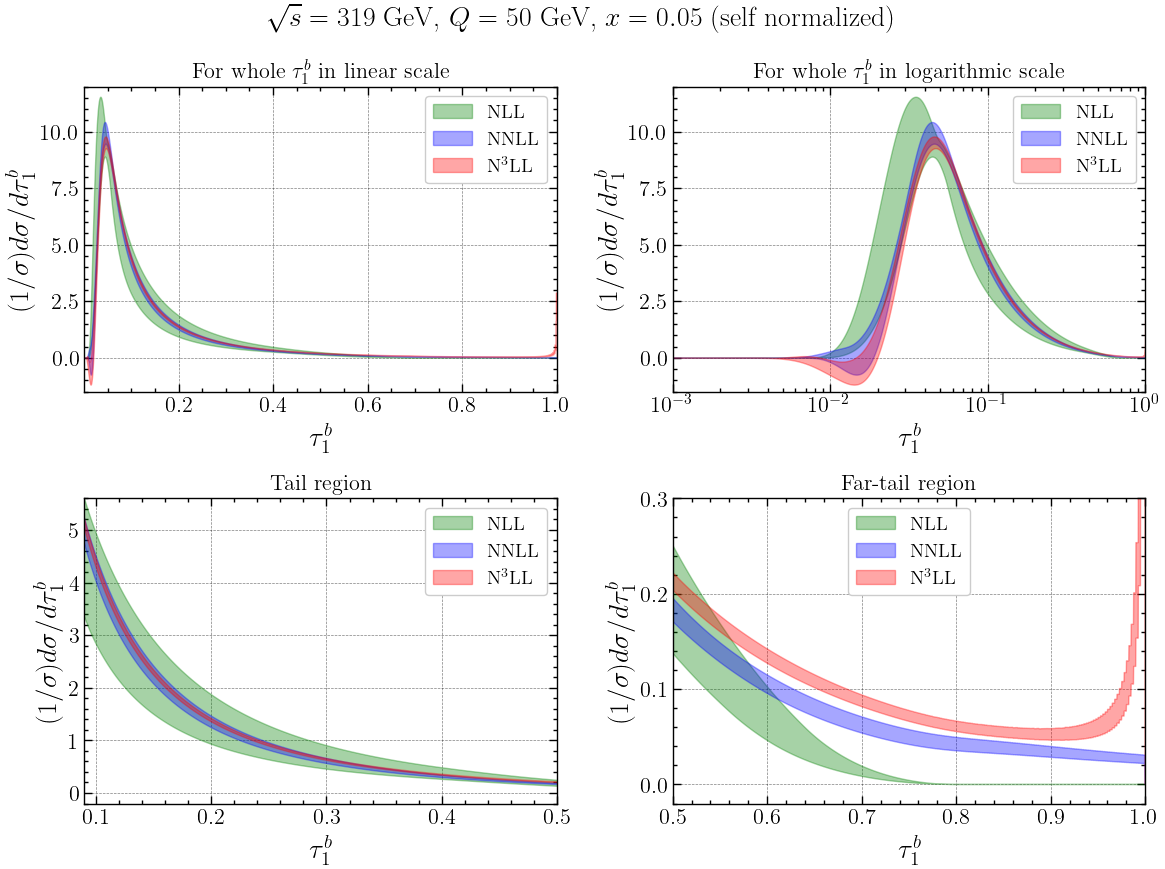 √s = 319 GeV, Q = 50 GeV, x = 0.05 (self normalized)
For whole τ₁ᵇ in linear scale
(1/σ)dσ/dτ₁ᵇ
10.0
7.5
5.0
2.5
0.0
NLL
NNLL
N³LL
0.2 0.4 0.6 0.8 1.0
τ₁ᵇ
For whole τ₁ᵇ in logarithmic scale
(1/σ)dσ/dτ₁ᵇ
10.0
7.5
5.0
2.5
0.0
NLL
NNLL
N³LL
10⁻³ 10⁻² 10⁻¹ 10⁰
τ₁ᵇ
Tail region
(1/σ)dσ/dτ₁ᵇ
5
4
3
2
1
0
NLL
NNLL
N³LL
0.1 0.2 0.3 0.4 0.5
τ₁ᵇ
Far-tail region
(1/σ)dσ/dτ₁ᵇ
0.3
0.2
0.1
0.0
NLL
NNLL
N³LL
0.5 0.6 0.7 0.8 0.9 1.0
τ₁ᵇ